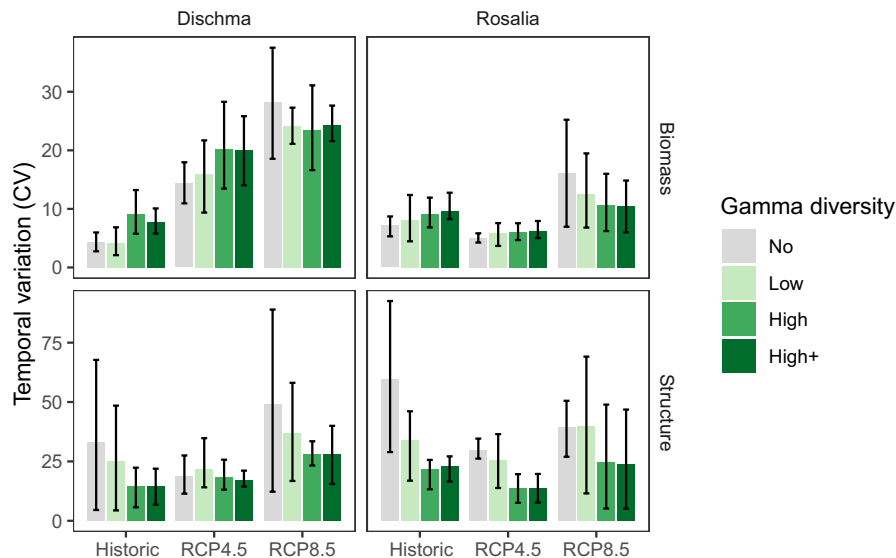 Dischma
Rosalia
Temporal variation (CV)
30
20
10
0
Biomass
75
50
25
0
Structure
Historic RCP4.5 RCP8.5
Historic RCP4.5 RCP8.5
Gamma diversity
No
Low
High
High+